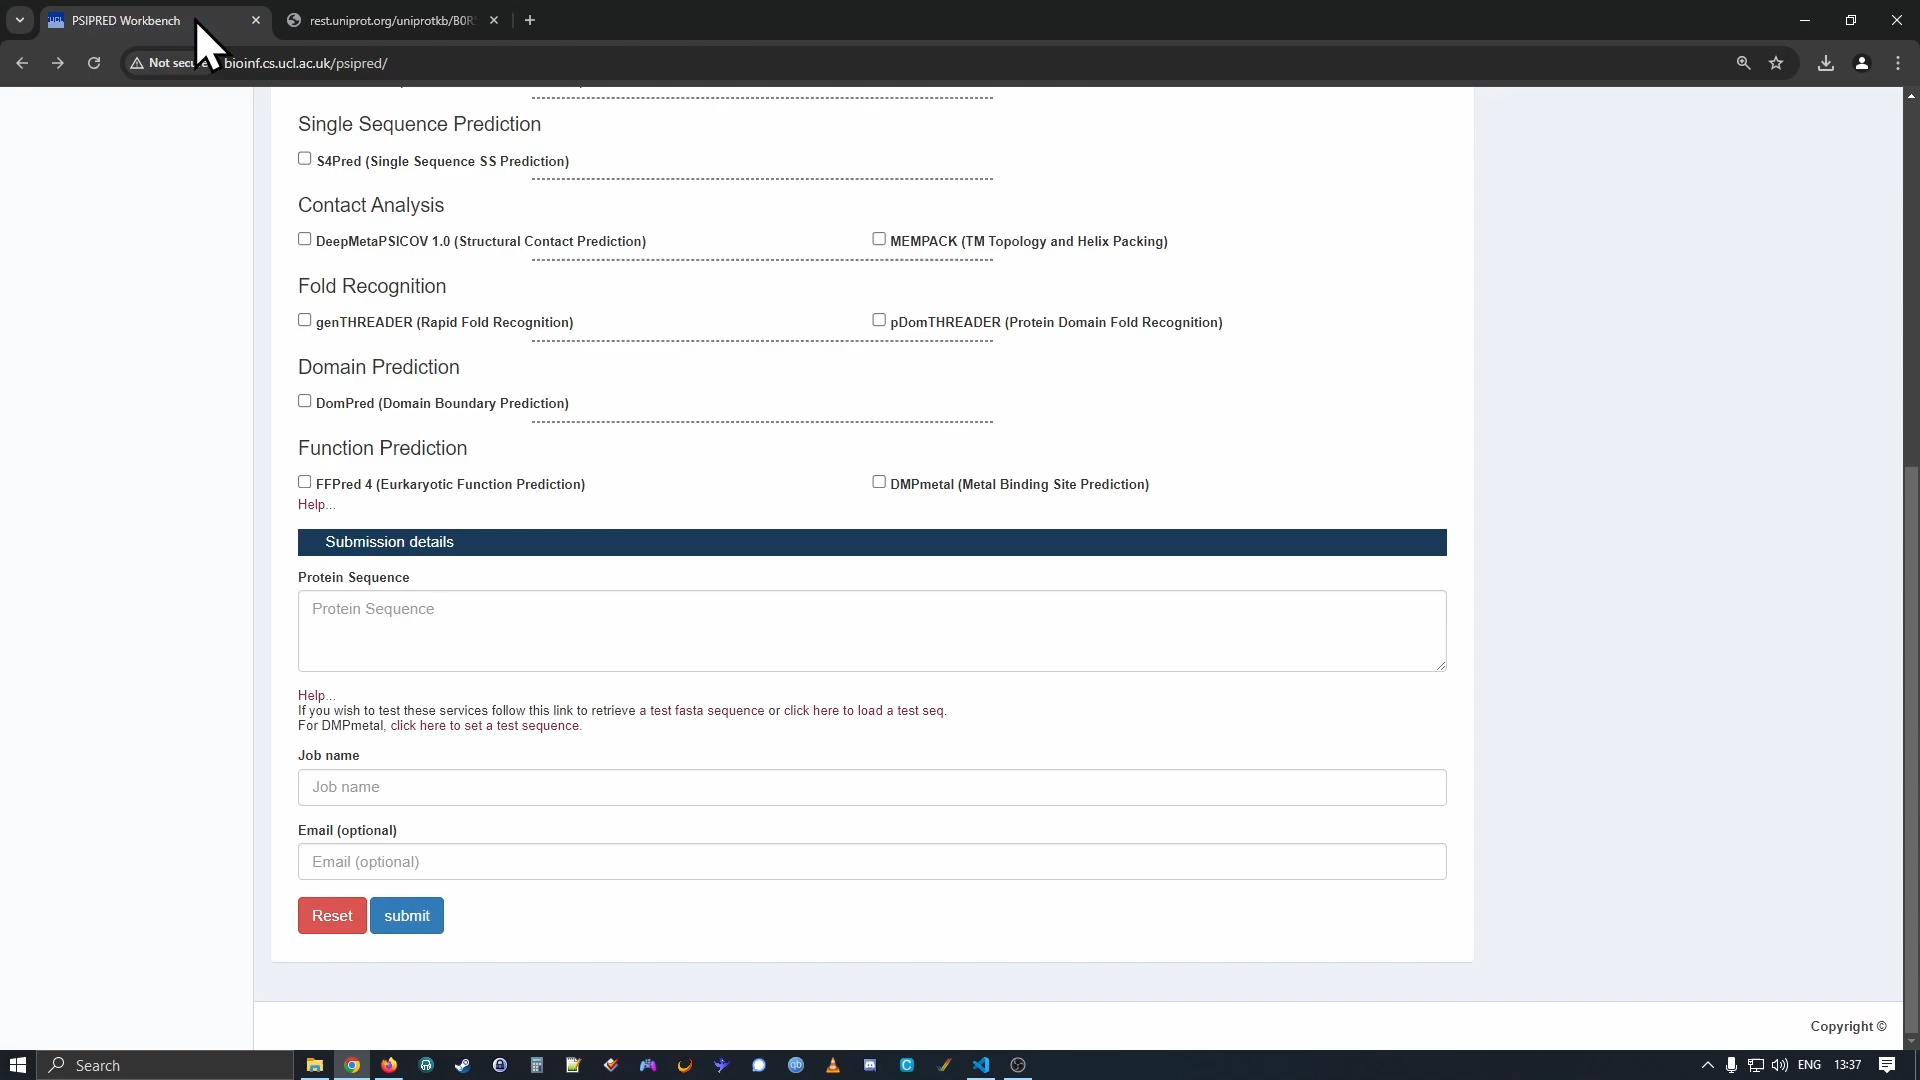 PSIPRED Workbench
rest.uniprot.org/uniprotkb/B0R
Not secure
bioinf.cs.ucl.ac.uk/psipred/
Single Sequence Prediction
S4Pred (Single Sequence SS Prediction)
Contact Analysis
DeepMetaPSICOV 1.0 (Structural Contact Prediction)
MEMPACK (TM Topology and Helix Packing)
Fold Recognition
genTHREADER (Rapid Fold Recognition)
pDomTHREADER (Protein Domain Fold Recognition)
Domain Prediction
DomPred (Domain Boundary Prediction)
Function Prediction
FFPred 4 (Eurkaryotic Function Prediction)
DMPmetal (Metal Binding Site Prediction)
Help...
Submission details
Protein Sequence
Protein Sequence
Help...
If you wish to test these services follow this link to retrieve a test fasta sequence or click here to load a test seq.
For DMPmetal, click here to set a test sequence.
Job name
Job name
Email (optional)
Email (optional)
Reset
submit
Copyright ©
Search
ENG
13:37